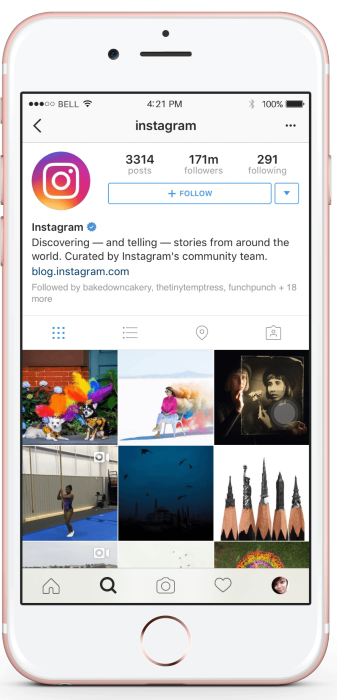 BELL 4:21 PM 100%
instagram
3314 171m 291
posts followers following
+ FOLLOW
Instagram
Discovering — and telling — stories from around the
world. Curated by Instagram's community team.
blog.instagram.com
Followed by bakedowncakery, thetinytemptress, funchpunch + 18
more